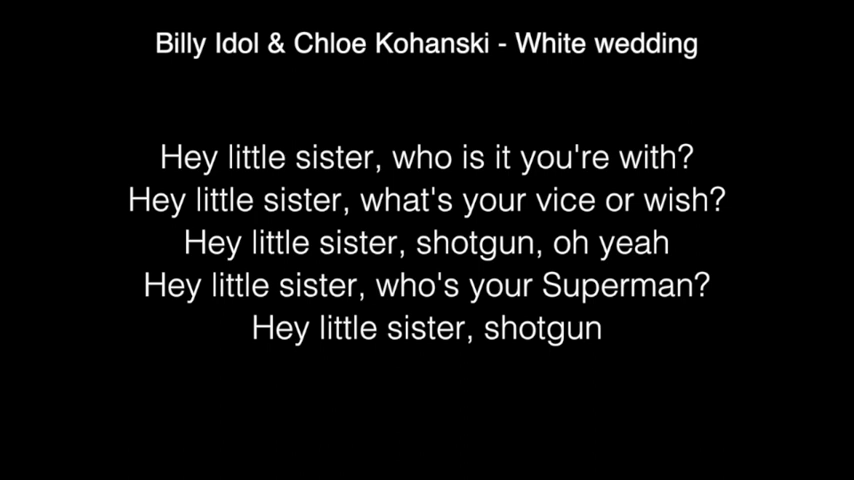 Billy Idol & Chloe Kohanski - White wedding
Hey little sister, who is it you're with?
Hey little sister, what's your vice or wish?
Hey little sister, shotgun, oh yeah
Hey little sister, who's your Superman?
Hey little sister, shotgun